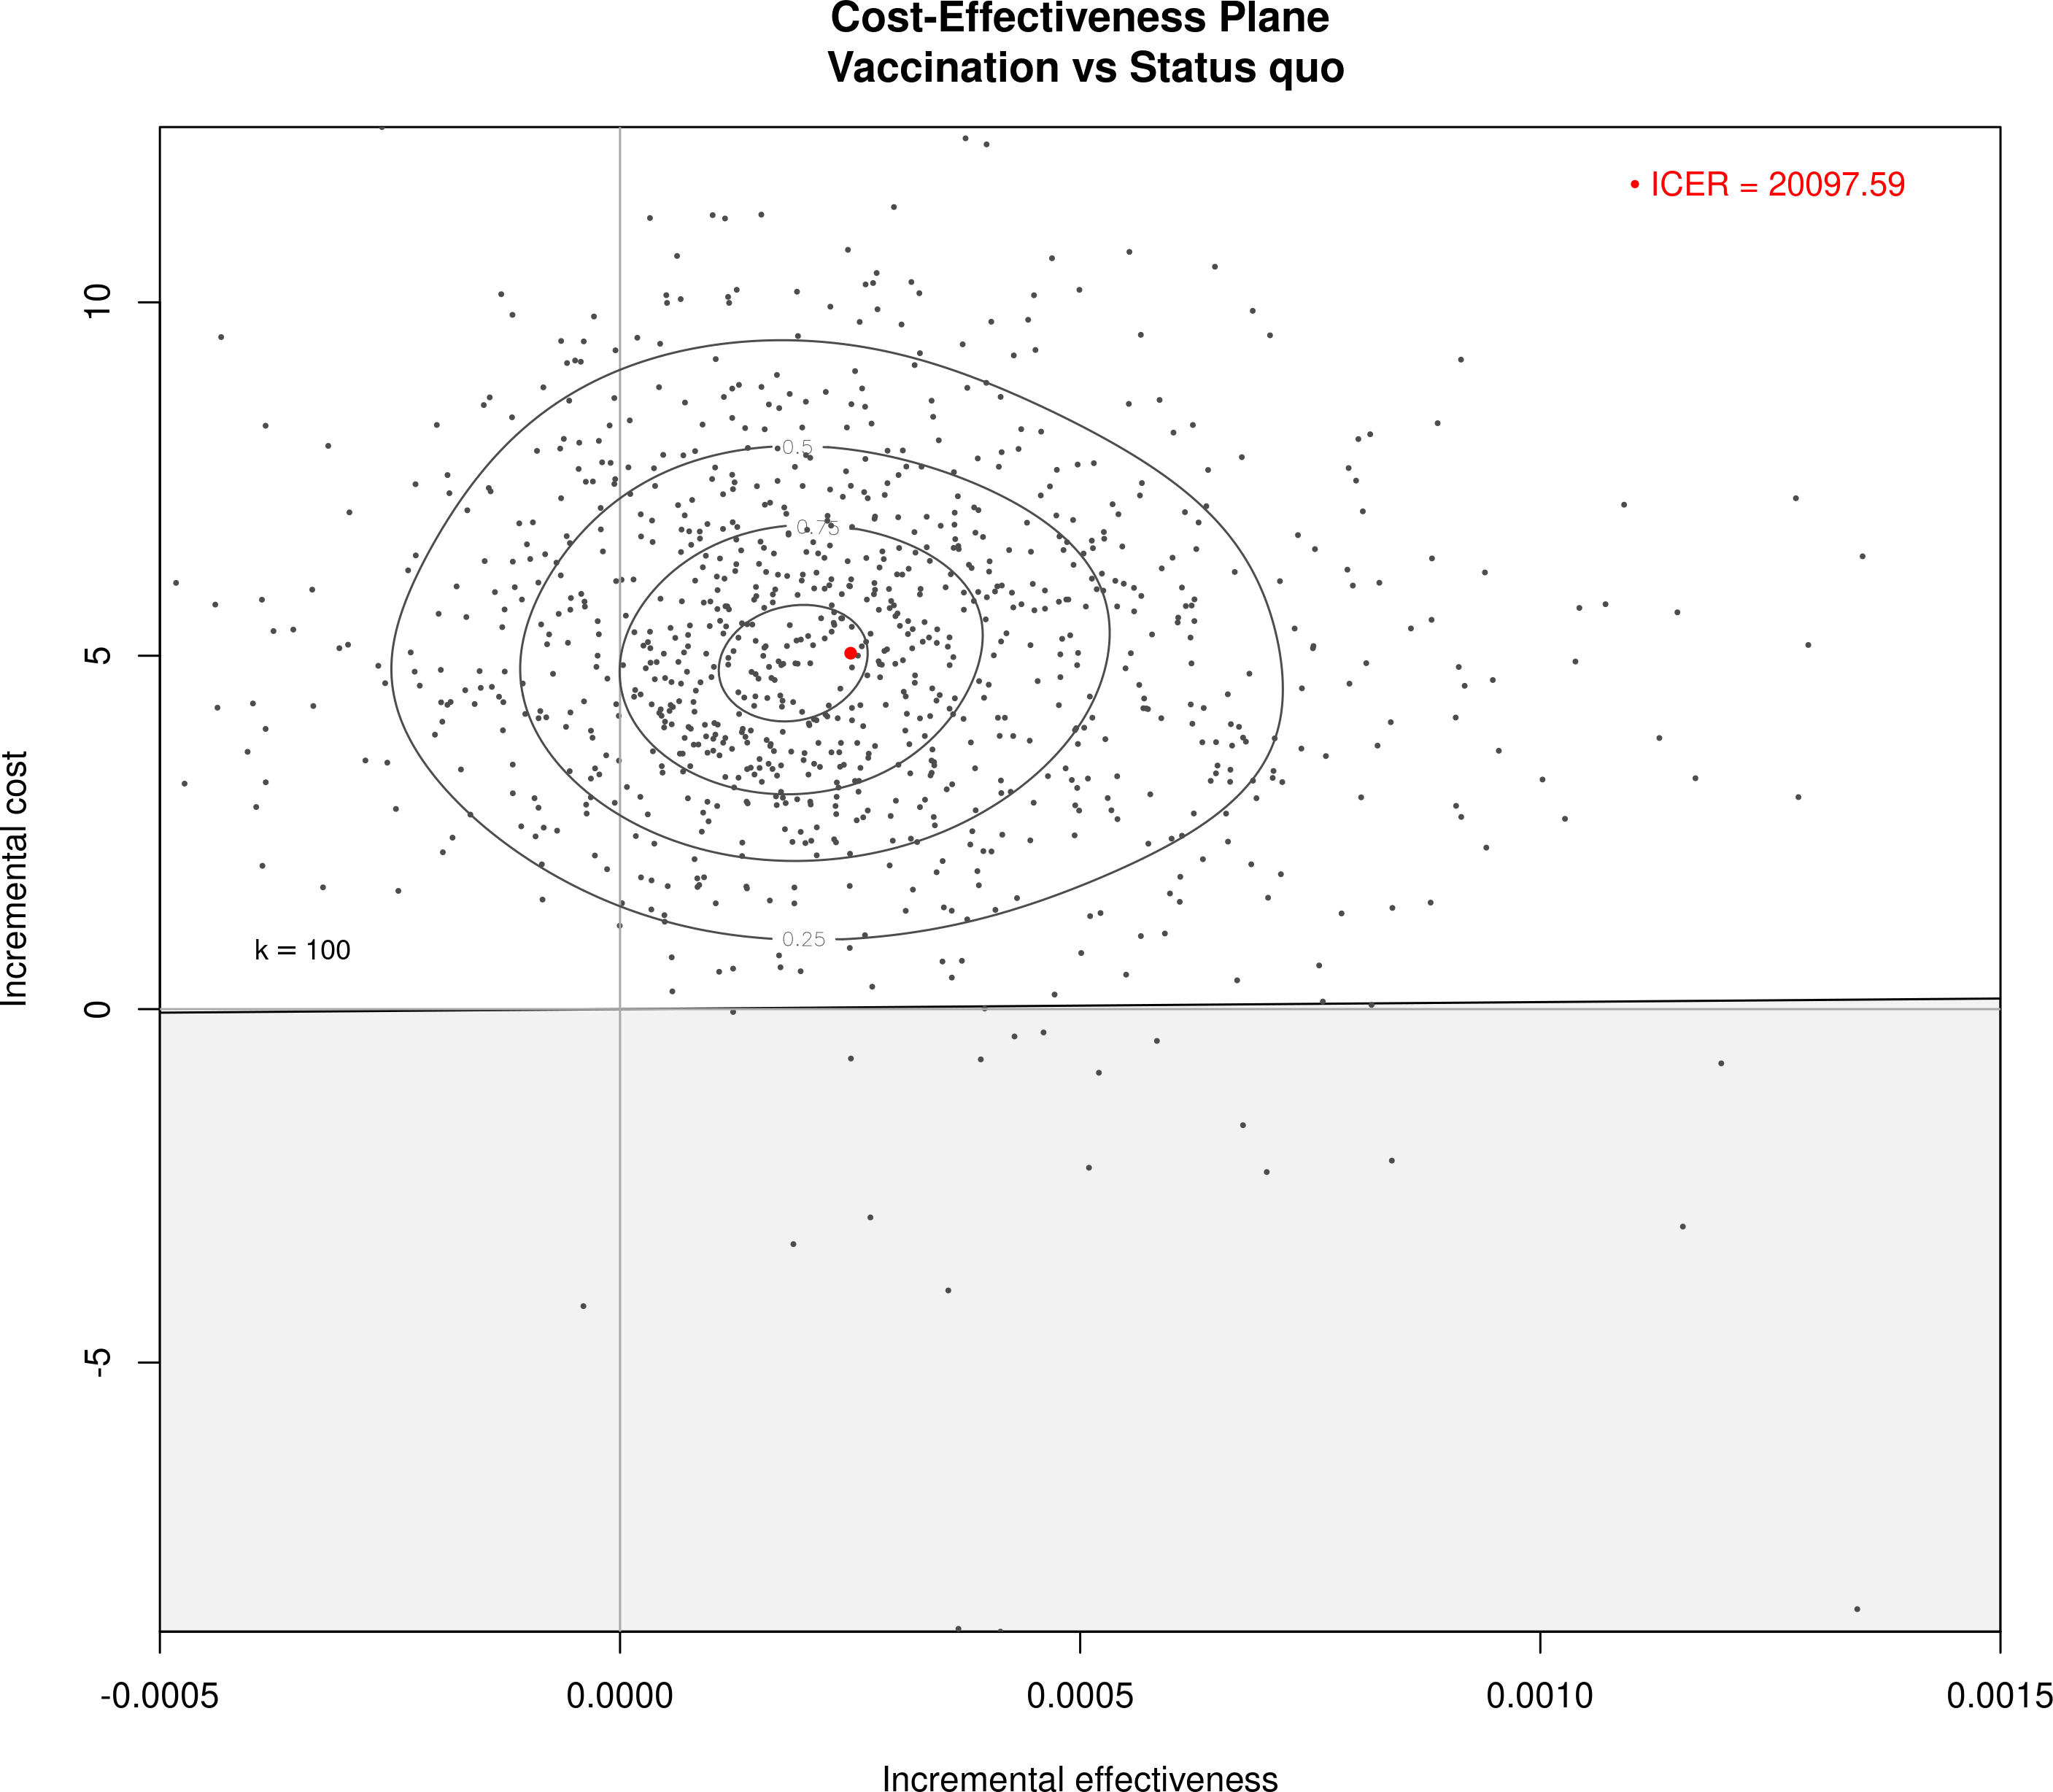 Cost-Effectiveness Plane
Vaccination vs Status quo
• ICER = 20097.59
10
0.5
0.75
5
Incremental cost
0.25
k = 100
0
-5
-0.0005
0.0000
0.0005
0.0010
0.0015
Incremental effectiveness